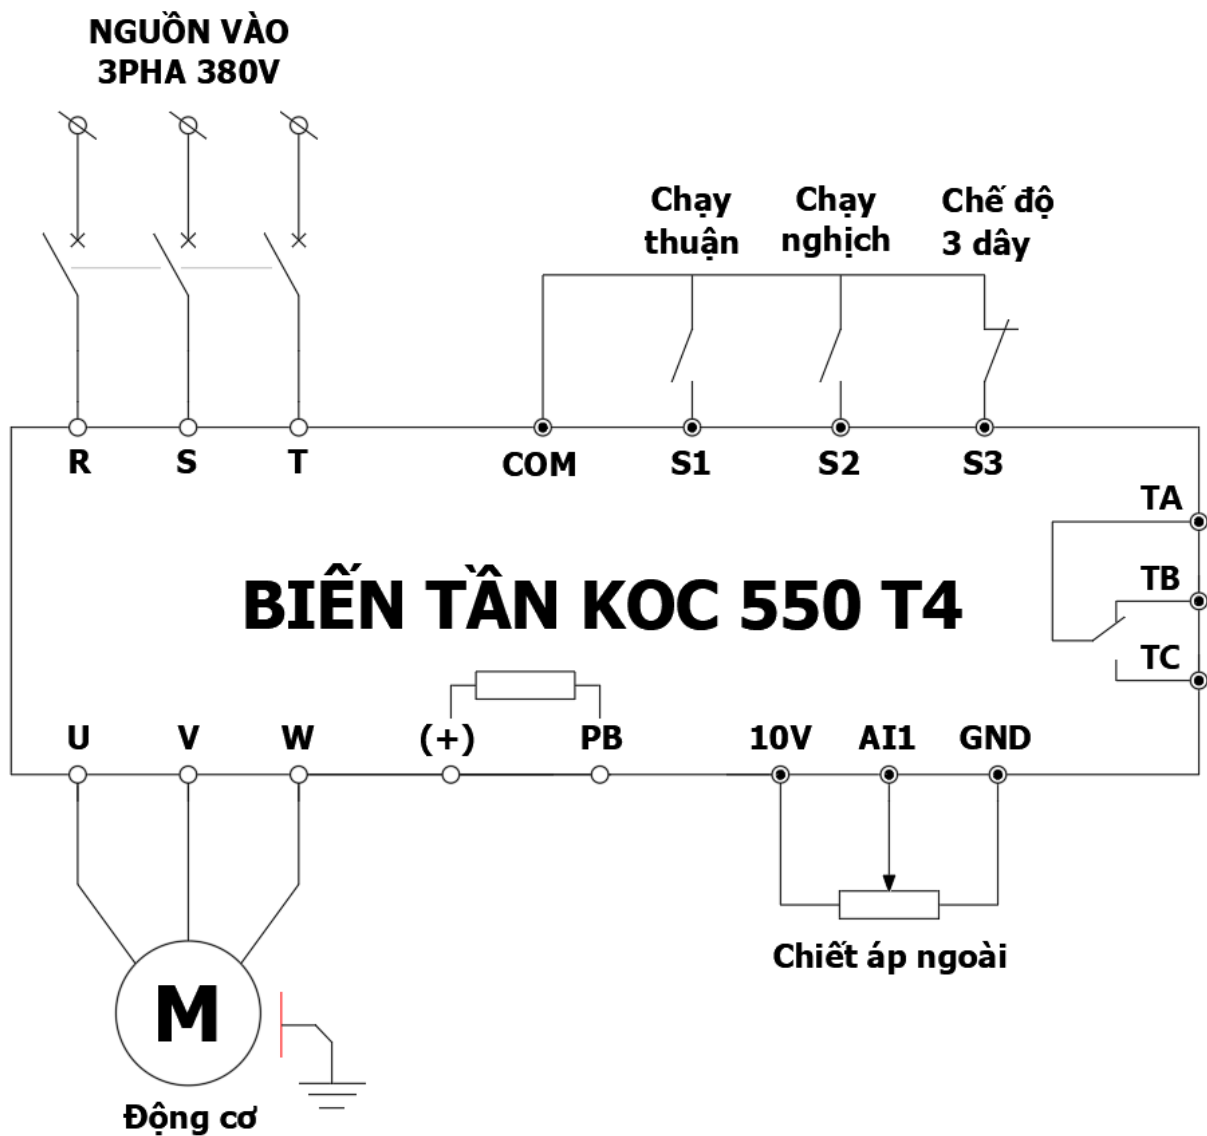 NGUỒN VÀO
3PHA 380V
Chạy
thuận
Chạy
nghịch
Chế độ
3 dây
R S T COM S1 S2 S3
TA
TB
TC
BIẾN TẦN KOC 550 T4
U V W (+) PB 10V AI1 GND
Chiết áp ngoài
M
Động cơ